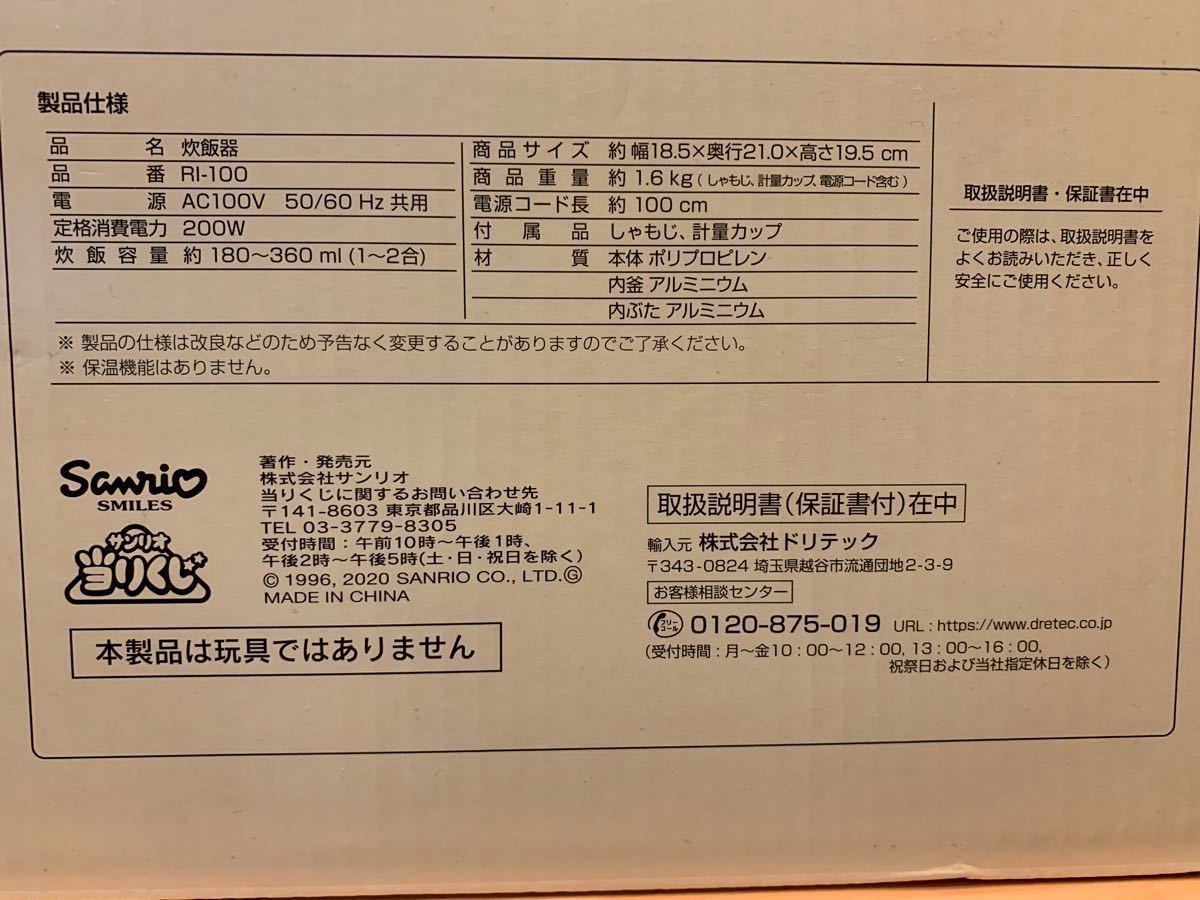 製品仕様
品名 炊飯器
品番 RI-100
電源 AC100V 50/60 Hz 共用
定格消費電力 200W
炊飯容量 約 180～360 ml (1～2合)
商品サイズ 約 幅18.5×奥行21.0×高さ19.5 cm
商品重量 約 1.6 kg ( しゃもじ、計量カップ、電源コード含む )
電源コード長 約 100 cm
付属品 しゃもじ、計量カップ
材質 本体 ポリプロピレン
内釜 アルミニウム
内ぶた アルミニウム
※ 製品の仕様は改良などのため予告なく変更することがありますのでご了承ください。
※ 保温機能はありません。
取扱説明書・保証書在中
ご使用の際は、取扱説明書を
よくお読みいただき、正しく
安全にご使用ください。
Sanrio
SMILES
サンリオ
当りくじ
著作・発売元
株式会社サンリオ
当りくじに関するお問い合わせ先
〒141-8603 東京都品川区大崎1-11-1
TEL 03-3779-8305
受付時間：午前10時～午後1時、
午後2時～午後5時(土・日・祝日を除く)
© 1996, 2020 SANRIO CO., LTD. Ⓖ
MADE IN CHINA
本製品は玩具ではありません
取扱説明書(保証書付)在中
輸入元 株式会社ドリテック
〒343-0824 埼玉県越谷市流通団地2-3-9
お客様相談センター
フリーコール 0120-875-019 URL : https://www.dretec.co.jp
(受付時間 : 月～金10 : 00～12 : 00, 13 : 00～16 : 00,
祝祭日および当社指定休日を除く)